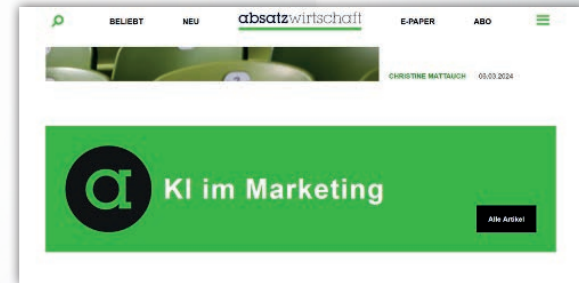 BELIEBT NEU absatzwirtschaft E-PAPER ABO
CHRISTINE MATTAUCH 05.03.2024
a KI im Marketing
Alle Artikel